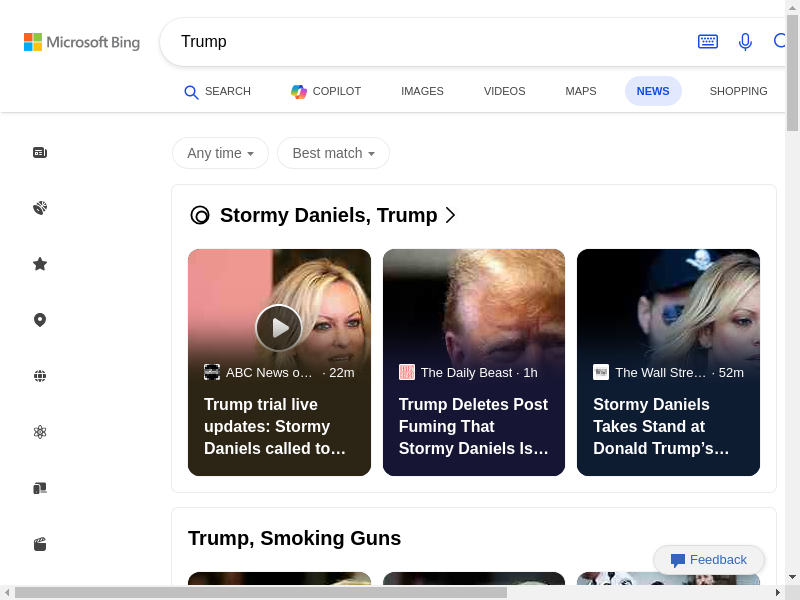 Microsoft Bing
Trump
SEARCH
COPILOT
IMAGES
VIDEOS
MAPS
NEWS
SHOPPING
Any time
Best match
Stormy Daniels, Trump
ABC News o… · 22m
Trump trial live
updates: Stormy
Daniels called to…
The Daily Beast · 1h
Trump Deletes Post
Fuming That
Stormy Daniels Is…
The Wall Stre… · 52m
Stormy Daniels
Takes Stand at
Donald Trump’s…
Trump, Smoking Guns
Feedback